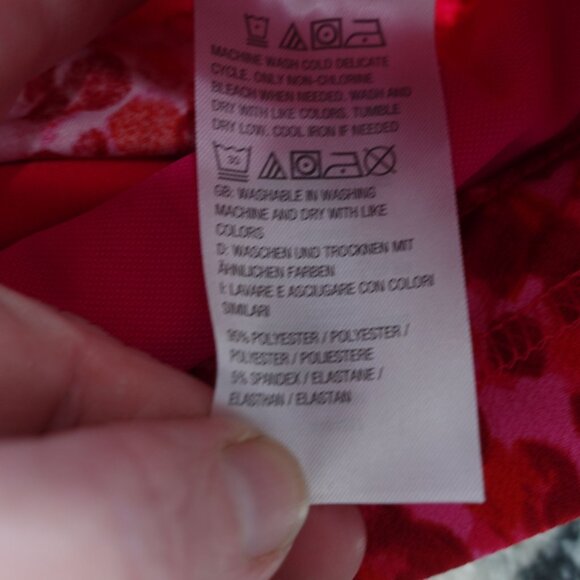 MACHINE WASH COLD DELICATE
CYCLE, ONLY NON-CHLORINE
BLEACH WHEN NEEDED. WASH AND
DRY WITH LIKE COLORS. TUMBLE
DRY LOW. COOL IRON IF NEEDED
30
GB: WASHABLE IN WASHING
MACHINE AND DRY WITH LIKE
COLORS
D: WASCHEN UND TROCKNEN MIT
ÄHNLICHEN FARBEN
I: LAVARE E ASCIUGARE CON COLORI
SIMILARI
POLYESTER / POLYESTER /
POLYESTER / POLIESTERE
5% SPANDEX / ELASTANE /
ELASTHAN / ELASTAN